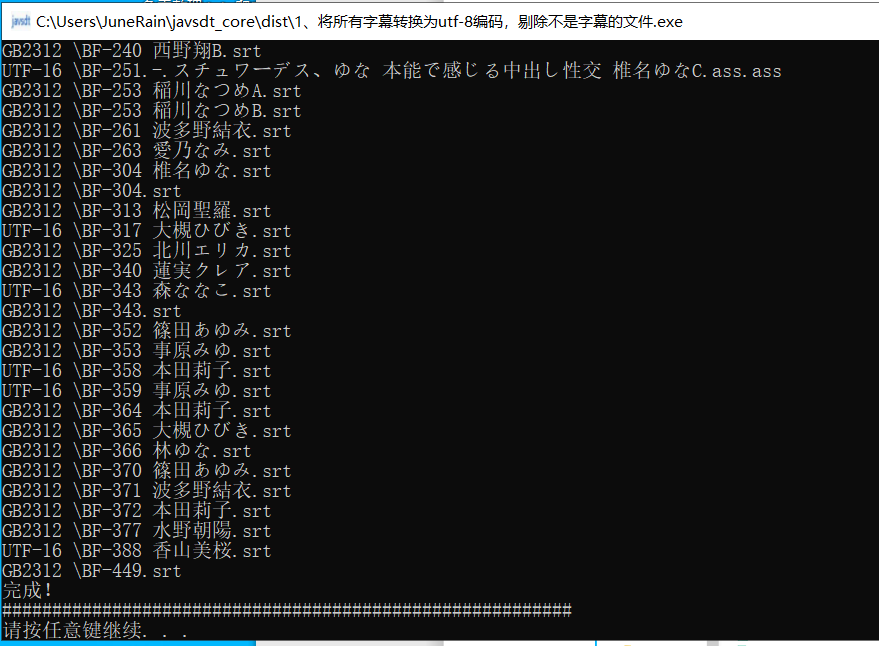 javsdt C:\Users\JuneRain\javsdt_core\dist\1、将所有字幕转换为utf-8编码，剔除不是字幕的文件.exe
GB2312 \BF-240 西野翔B.srt
UTF-16 \BF-251.-.スチュワーデス、ゆな 本能で感じる中出し性交 椎名ゆなC.ass.ass
GB2312 \BF-253 稲川なつめA.srt
GB2312 \BF-253 稲川なつめB.srt
GB2312 \BF-261 波多野結衣.srt
GB2312 \BF-263 愛乃なみ.srt
GB2312 \BF-304 椎名ゆな.srt
GB2312 \BF-304.srt
GB2312 \BF-313 松岡聖羅.srt
UTF-16 \BF-317 大槻ひびき.srt
GB2312 \BF-325 北川エリカ.srt
GB2312 \BF-340 蓮実クレア.srt
UTF-16 \BF-343 森ななこ.srt
GB2312 \BF-343.srt
GB2312 \BF-352 篠田あゆみ.srt
GB2312 \BF-353 事原みゆ.srt
UTF-16 \BF-358 本田莉子.srt
UTF-16 \BF-359 事原みゆ.srt
GB2312 \BF-364 本田莉子.srt
GB2312 \BF-365 大槻ひびき.srt
GB2312 \BF-366 林ゆな.srt
GB2312 \BF-370 篠田あゆみ.srt
GB2312 \BF-371 波多野結衣.srt
GB2312 \BF-372 本田莉子.srt
GB2312 \BF-377 水野朝陽.srt
UTF-16 \BF-388 香山美桜.srt
GB2312 \BF-449.srt
完成！
#########################################################
请按任意键继续. . .